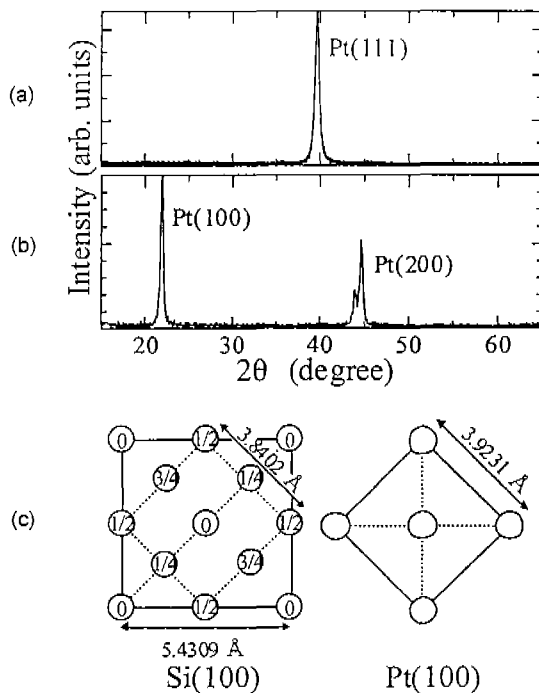 (a)
Intensity (arb. units)
Pt(111)
(b)
Pt(100)
Pt(200)
20 30 40 50 60
2θ (degree)
(c)
0 1/2 0
3/4 1/4
3.8402 Å
1/2 0 1/2
1/4 3/4
0 1/2 0
5.4309 Å
Si(100)
3.9231 Å
Pt(100)